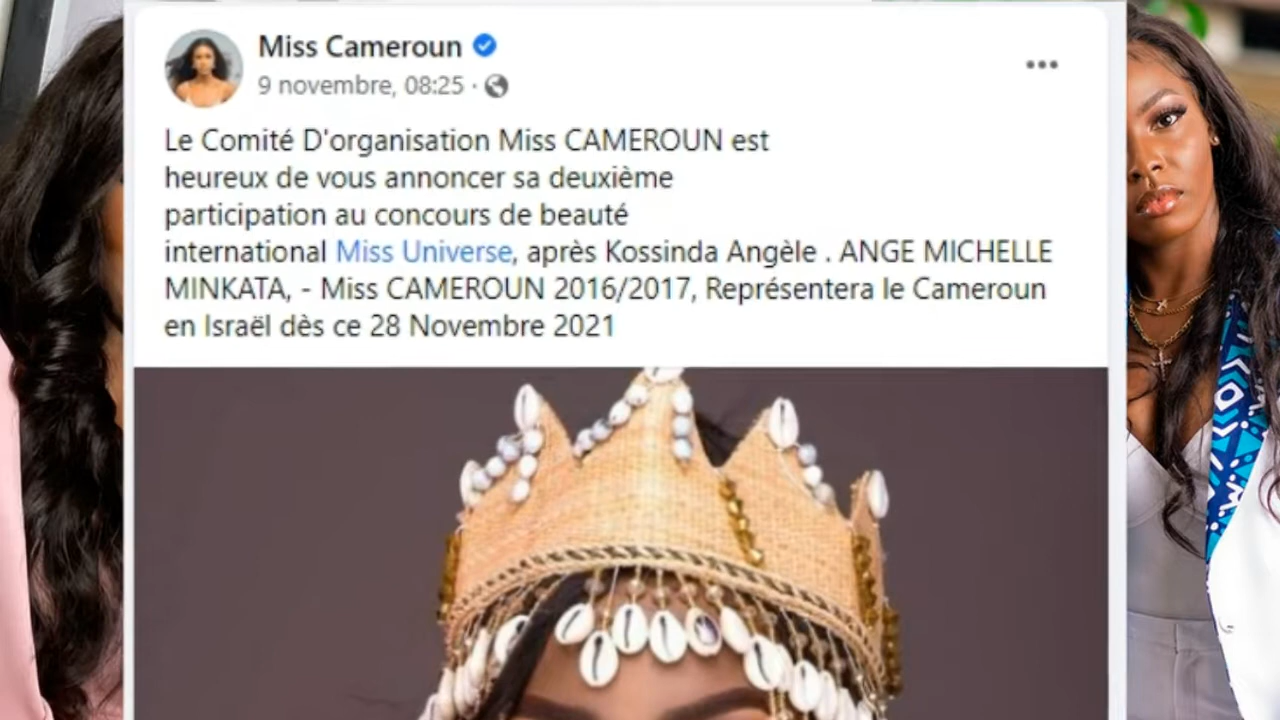 Miss Cameroun
9 novembre, 08:25 ·
Le Comité D'organisation Miss CAMEROUN est
heureux de vous annoncer sa deuxième
participation au concours de beauté
international Miss Universe, après Kossinda Angèle . ANGE MICHELLE
MINKATA, - Miss CAMEROUN 2016/2017, Représentera le Cameroun
en Israël dès ce 28 Novembre 2021